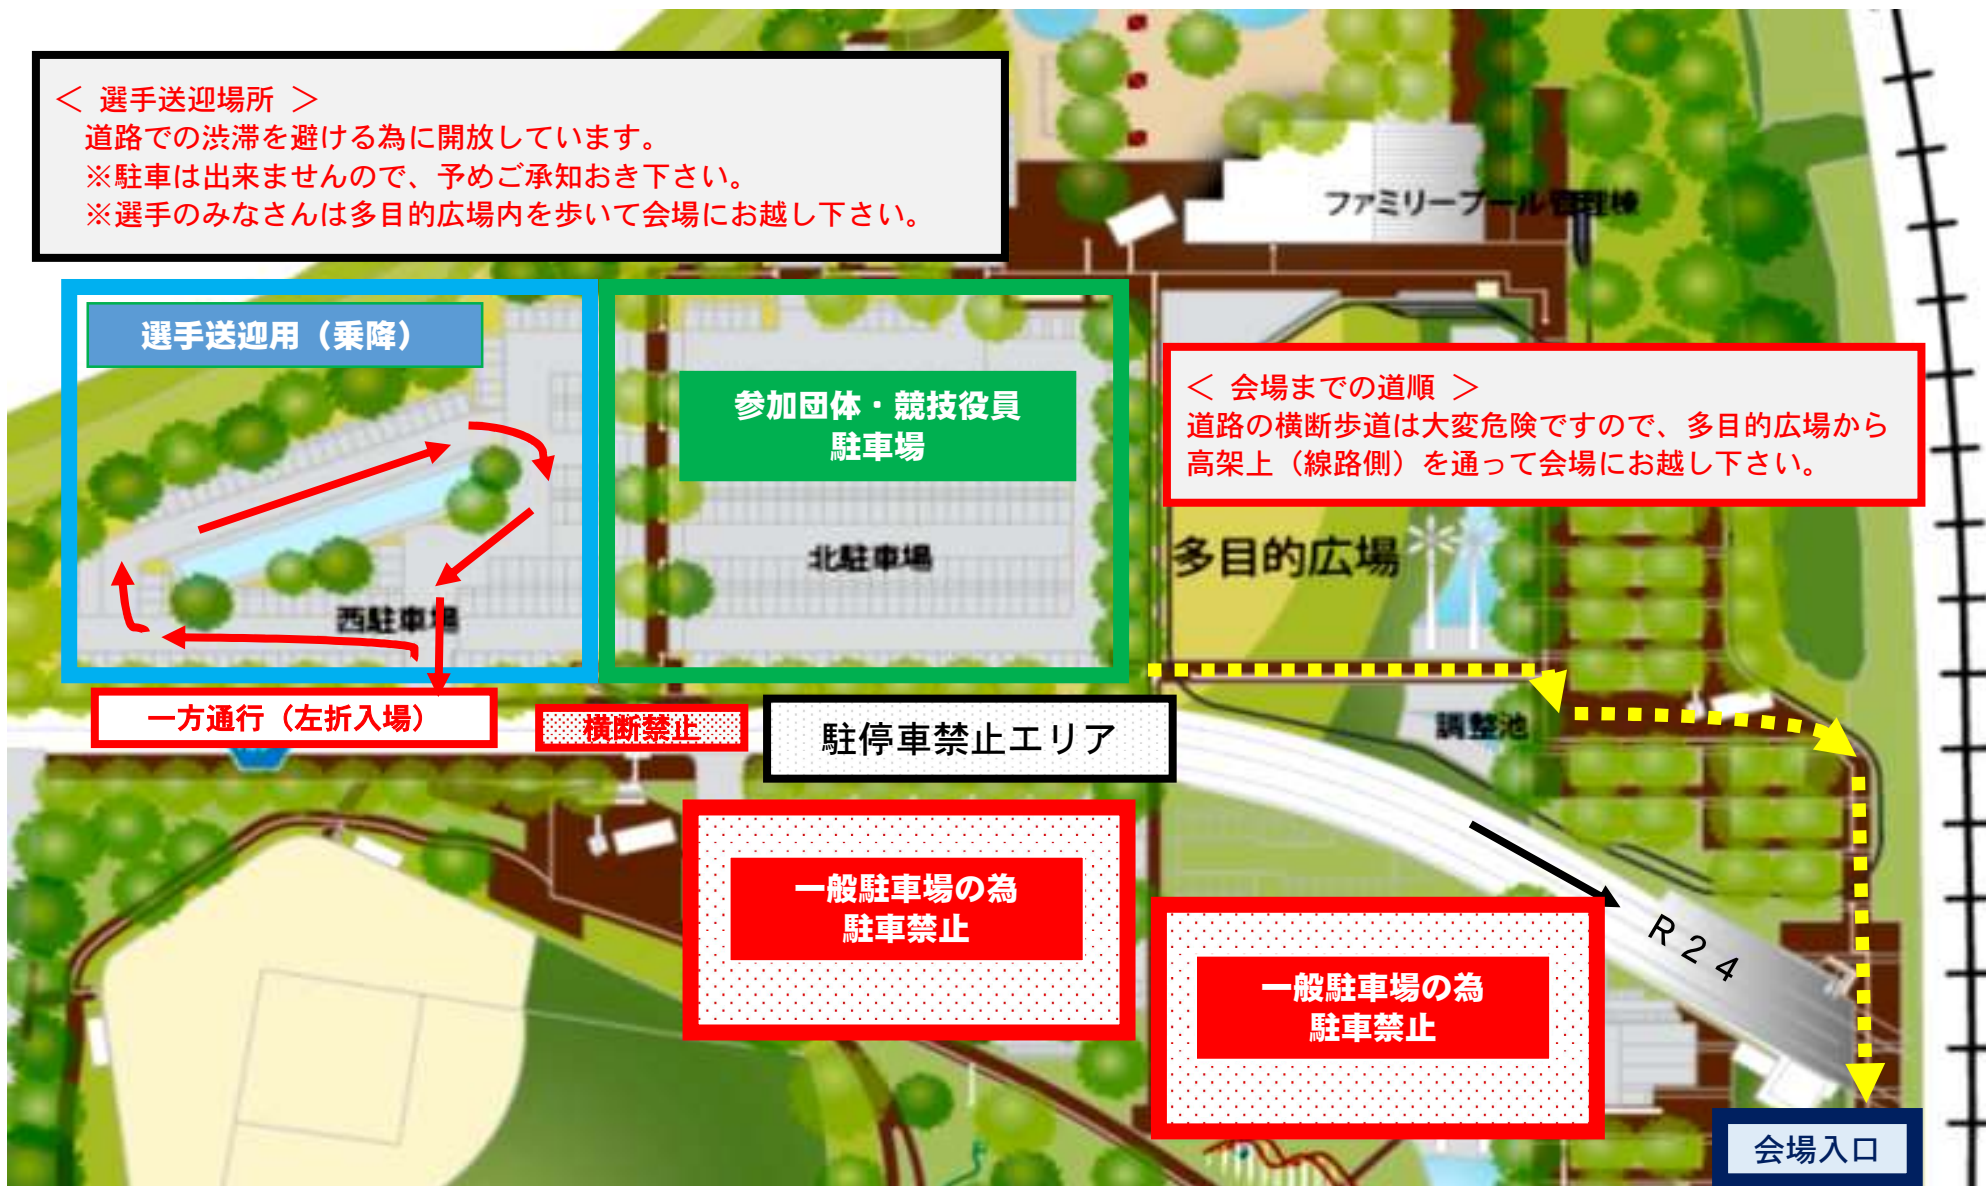 ＜ 選手送迎場所 ＞
道路での渋滞を避ける為に開放しています。
※駐車は出来ませんので、予めご承知おき下さい。
※選手のみなさんは多目的広場内を歩いて会場にお越し下さい。
ファミリープール管理棟
選手送迎用（乗降）
参加団体・競技役員
駐車場
＜ 会場までの道順 ＞
道路の横断歩道は大変危険ですので、多目的広場から
高架上（線路側）を通って会場にお越し下さい。
北駐車場
多目的広場
西駐車場
一方通行（左折入場）
横断禁止
駐停車禁止エリア
調整池
一般駐車場の為
駐車禁止
一般駐車場の為
駐車禁止
Ｒ２４
会場入口